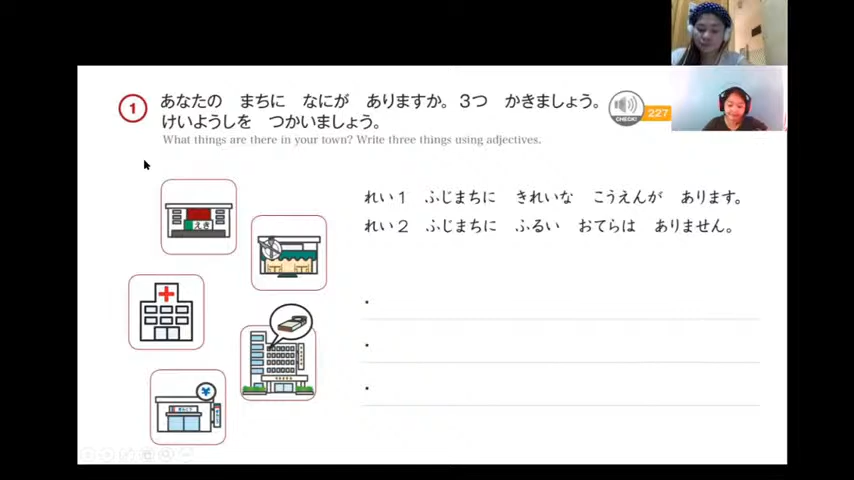 1
あなたの まちに なにが ありますか。3つ かきましょう。
けいようしを つかいましょう。
What things are there in your town? Write three things using adjectives.
CHECK!
227
れい1 ふじまちに きれいな こうえんが あります。
れい2 ふじまちに ふるい おてらは ありません。
えき
¥